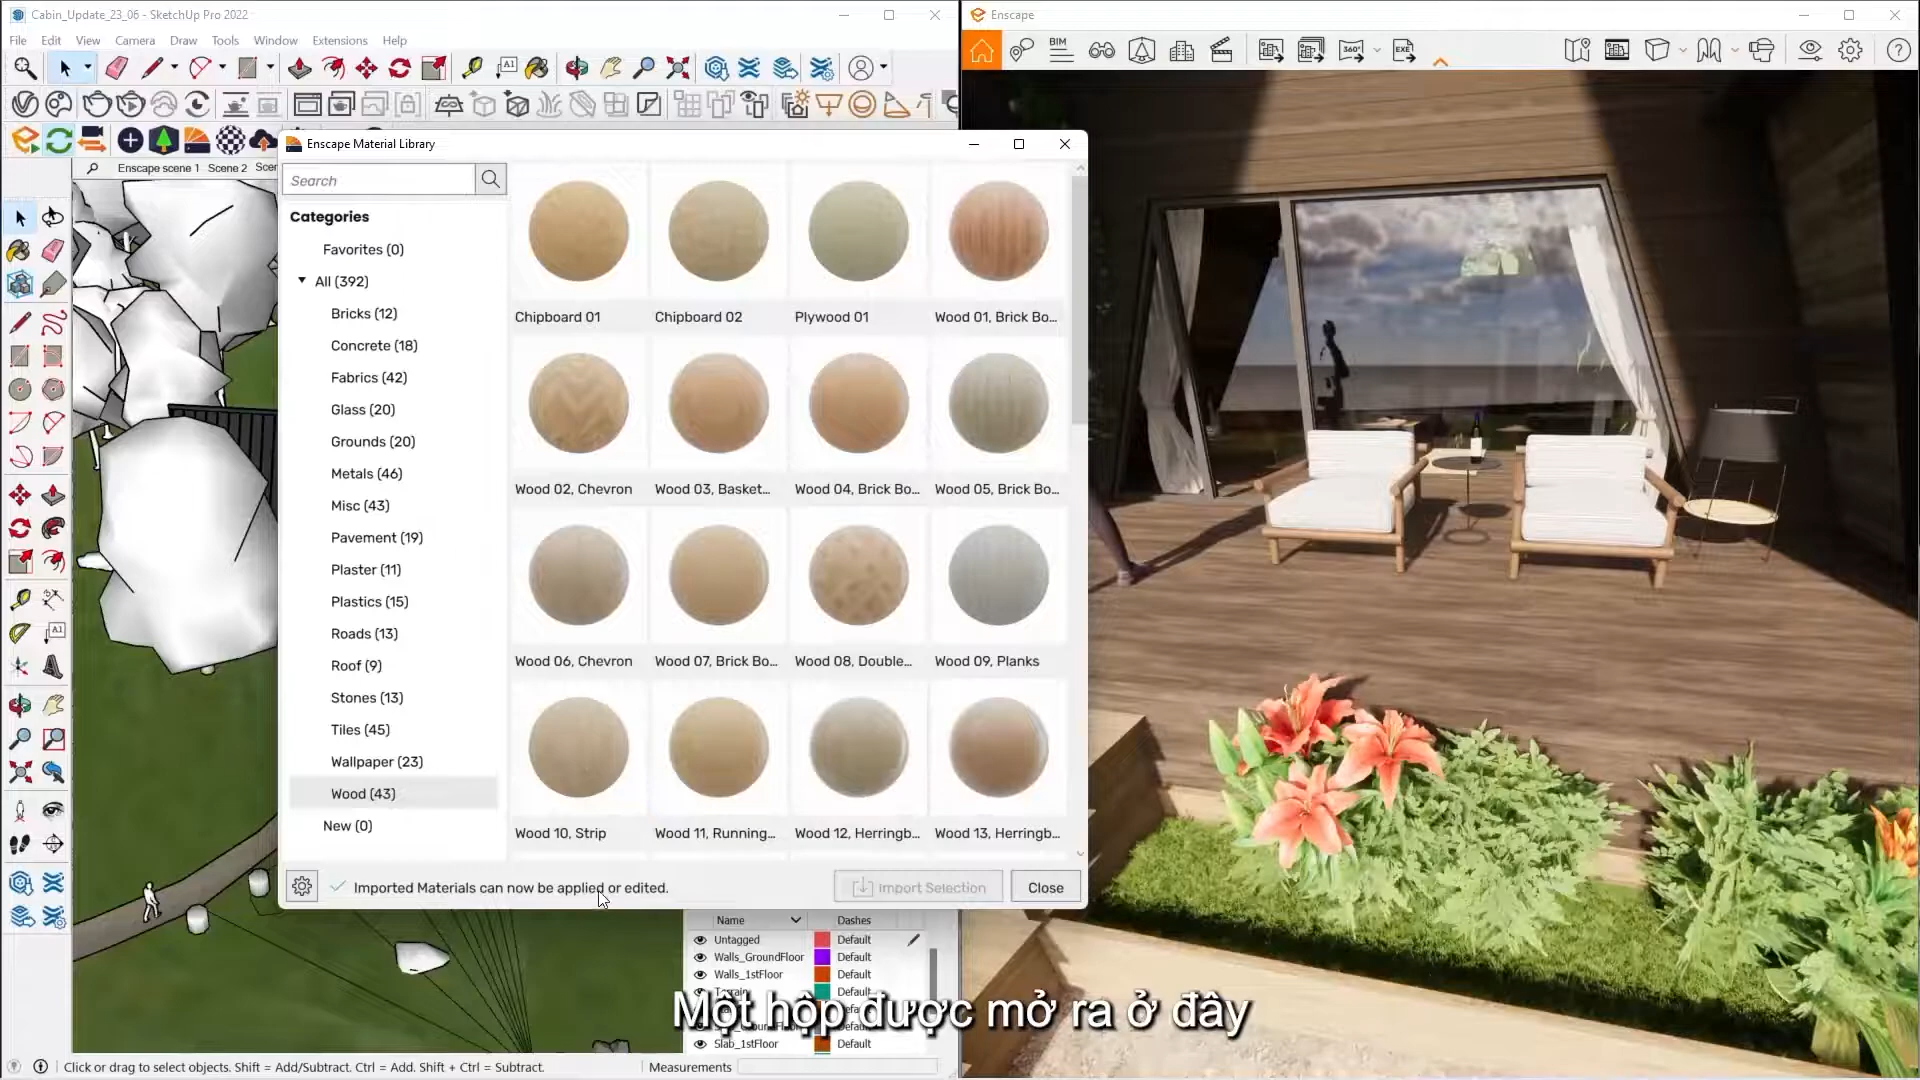 Cabin_Update_23_06 - SketchUp Pro 2022
File Edit View Camera Draw Tools Window Extensions Help
Enscape scene 1 Scene 2
Enscape Material Library
Search
Categories
Favorites (0)
All (392)
Bricks (12)
Concrete (18)
Fabrics (42)
Glass (20)
Grounds (20)
Metals (46)
Misc (43)
Pavement (19)
Plaster (11)
Plastics (15)
Roads (13)
Roof (9)
Stones (13)
Tiles (45)
Wallpaper (23)
Wood (43)
New (0)
Chipboard 01 Chipboard 02 Plywood 01 Wood 01, Brick Bo...
Wood 02, Chevron Wood 03, Basket... Wood 04, Brick Bo... Wood 05, Brick Bo...
Wood 06, Chevron Wood 07, Brick Bo... Wood 08, Double... Wood 09, Planks
Wood 10, Strip Wood 11, Running... Wood 12, Herringb... Wood 13, Herringb...
Imported Materials can now be applied or edited.
Import Selection Close
Name Dashes
Untagged Default
Walls_GroundFloor Default
Walls_1stFloor Default
Terrain Default
Slab_1stFloor Default
Click or drag to select objects. Shift = Add/Subtract. Ctrl = Add. Shift + Ctrl = Subtract.
Measurements
Enscape
BIM 360° EXE
Một hộp được mở ra ở đây